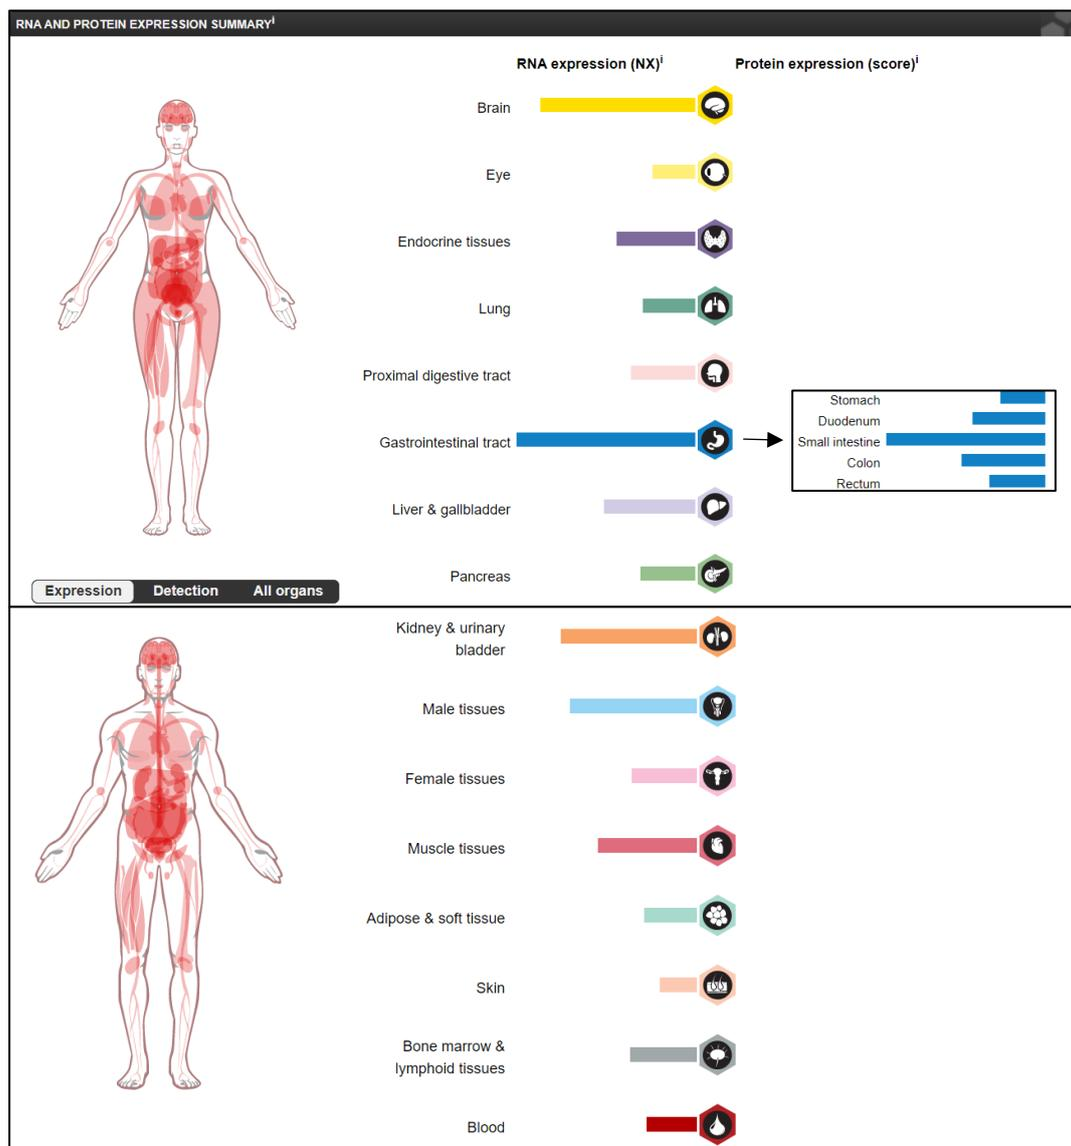 RNA AND PROTEIN EXPRESSION SUMMARYⁱ
RNA expression (NX)ⁱ
Protein expression (score)ⁱ
Brain
Eye
Endocrine tissues
Lung
Proximal digestive tract
Gastrointestinal tract
Stomach
Duodenum
Small intestine
Colon
Rectum
Liver & gallbladder
Pancreas
Expression Detection All organs
Kidney & urinary
bladder
Male tissues
Female tissues
Muscle tissues
Adipose & soft tissue
Skin
Bone marrow &
lymphoid tissues
Blood